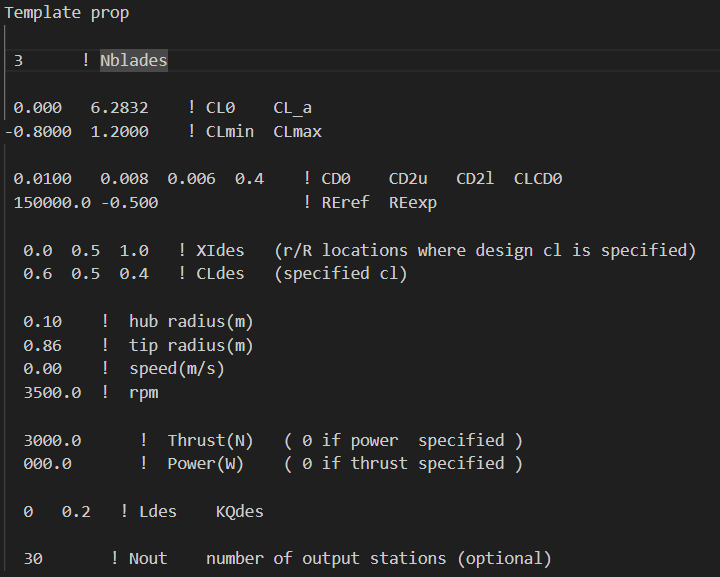 Template prop
3 ! Nblades
0.000 6.2832 ! CL0 CL_a
-0.8000 1.2000 ! CLmin CLmax
0.0100 0.008 0.006 0.4 ! CD0 CD2u CD2l CLCD0
150000.0 -0.500 ! REref REexp
0.0 0.5 1.0 ! XIdes (r/R locations where design cl is specified)
0.6 0.5 0.4 ! CLdes (specified cl)
0.10 ! hub radius(m)
0.86 ! tip radius(m)
0.00 ! speed(m/s)
3500.0 ! rpm
3000.0 ! Thrust(N) ( 0 if power specified )
000.0 ! Power(W) ( 0 if thrust specified )
0 0.2 ! Ldes KQdes
30 ! Nout number of output stations (optional)